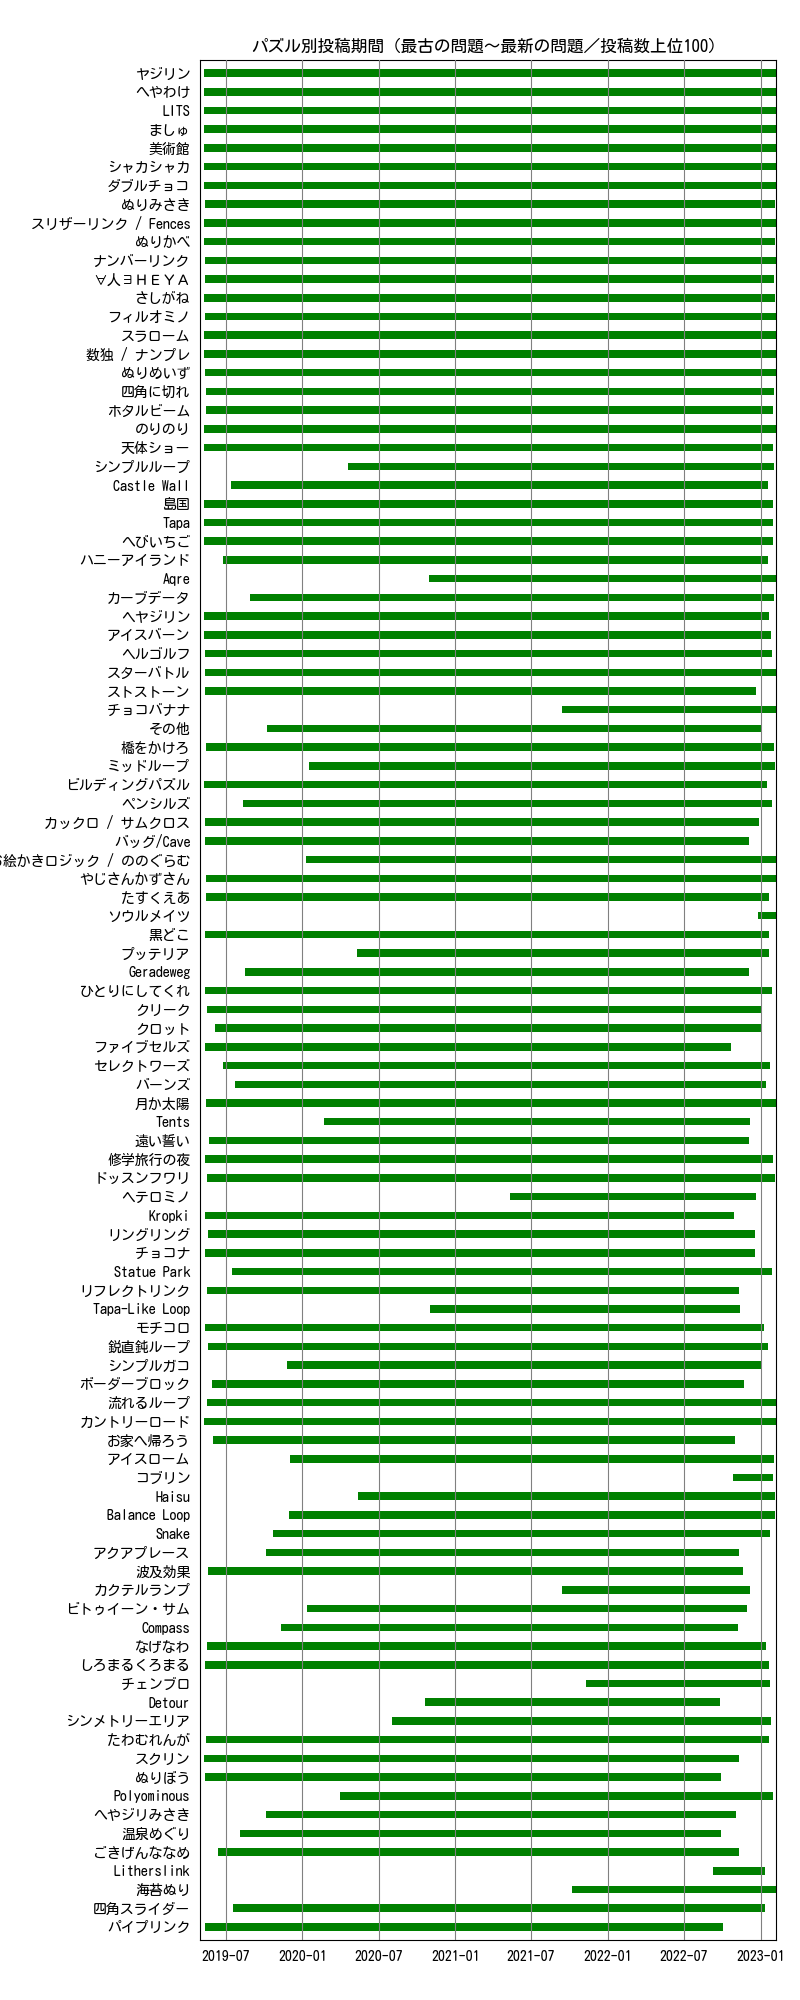 パズル別投稿期間（最古の問題～最新の問題／投稿数上位100）
ヤジリン
へやわけ
LITS
ましゅ
美術館
シャカシャカ
ダブルチョコ
ぬりみさき
スリザーリンク / Fences
ぬりかべ
ナンバーリンク
∀人∃ＨＥＹＡ
さしがね
フィルオミノ
スラローム
数独 / ナンプレ
ぬりめいず
四角に切れ
ホタルビーム
のりのり
天体ショー
シンプルループ
Castle Wall
島国
Tapa
へびいちご
ハニーアイランド
Aqre
カーブデータ
ヘヤジリン
アイスバーン
ヘルゴルフ
スターバトル
ストストーン
チョコバナナ
その他
橋をかけろ
ミッドループ
ビルディングパズル
ペンシルズ
カックロ / サムクロス
バッグ/Cave
絵かきロジック / ののぐらむ
やじさんかずさん
たすくえあ
ソウルメイツ
黒どこ
プッテリア
Geradeweg
ひとりにしてくれ
クリーク
クロット
ファイブセルズ
セレクトワーズ
バーンズ
月か太陽
Tents
遠い誓い
修学旅行の夜
ドッスンフワリ
ヘテロミノ
Kropki
リングリング
チョコナ
Statue Park
リフレクトリンク
Tapa-Like Loop
モチコロ
鋭直鈍ループ
シンプルガコ
ボーダーブロック
流れるループ
カントリーロード
お家へ帰ろう
アイスローム
コブリン
Haisu
Balance Loop
Snake
アクアプレース
波及効果
カクテルランプ
ビトゥイーン・サム
Compass
なげなわ
しろまるくろまる
チェンブロ
Detour
シンメトリーエリア
たわむれんが
スクリン
ぬりぼう
Polyominous
へやジリみさき
温泉めぐり
ごきげんななめ
Litherslink
海苔ぬり
四角スライダー
パイプリンク
2019-07 2020-01 2020-07 2021-01 2021-07 2022-01 2022-07 2023-01